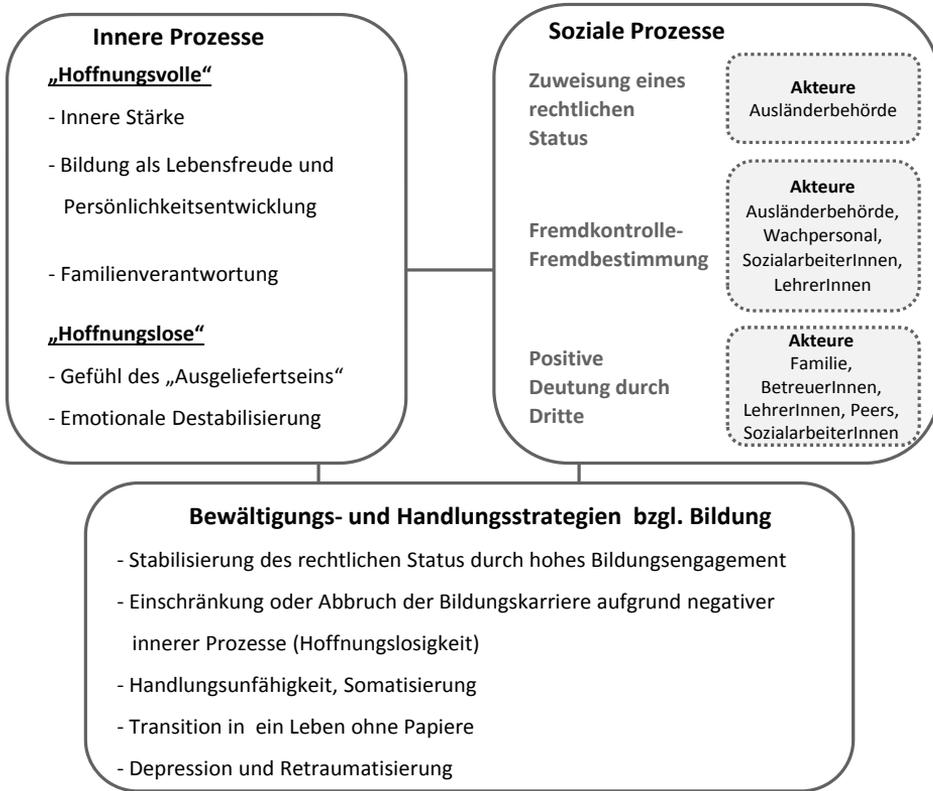 Innere Prozesse
„Hoffnungsvolle“
- Innere Stärke
- Bildung als Lebensfreude und
Persönlichkeitsentwicklung
- Familienverantwortung
„Hoffnungslose“
- Gefühl des „Ausgeliefertseins“
- Emotionale Destabilisierung
Soziale Prozesse
Zuweisung eines
rechtlichen
Status
Akteure
Ausländerbehörde
Fremdkontrolle-
Fremdbestimmung
Akteure
Ausländerbehörde,
Wachpersonal,
SozialarbeiterInnen,
LehrerInnen
Positive
Deutung durch
Dritte
Akteure
Familie,
BetreuerInnen,
LehrerInnen, Peers,
SozialarbeiterInnen
Bewältigungs- und Handlungsstrategien  bzgl. Bildung
- Stabilisierung des rechtlichen Status durch hohes Bildungsengagement
- Einschränkung oder Abbruch der Bildungskarriere aufgrund negativer
innerer Prozesse (Hoffnungslosigkeit)
- Handlungsunfähigkeit, Somatisierung
- Transition in  ein Leben ohne Papiere
- Depression und Retraumatisierung